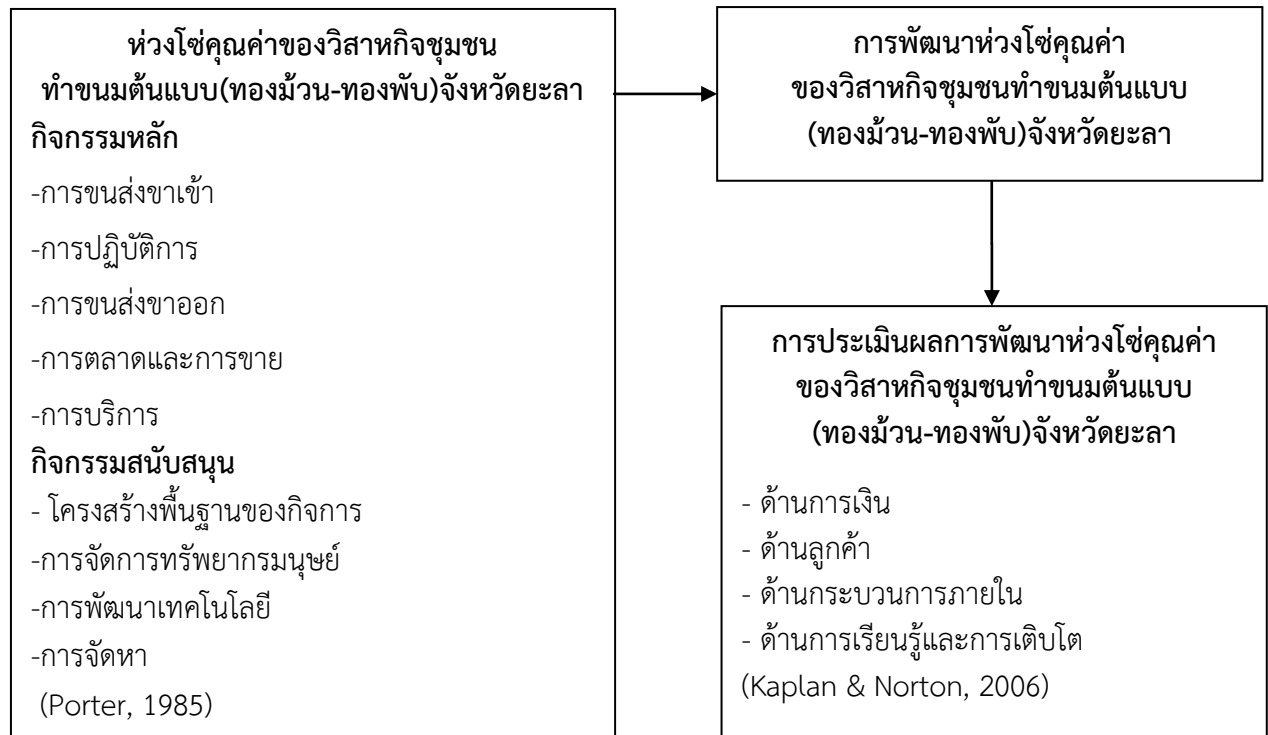 ห่วงโซ่คุณค่าของวิสาหกิจชุมชน
ทำขนมต้นแบบ(ทองม้วน-ทองพับ)จังหวัดยะลา
กิจกรรมหลัก
-การขนส่งขาเข้า
-การปฏิบัติการ
-การขนส่งขาออก
-การตลาดและการขาย
-การบริการ
กิจกรรมสนับสนุน
- โครงสร้างพื้นฐานของกิจการ
-การจัดการทรัพยากรมนุษย์
-การพัฒนาเทคโนโลยี
-การจัดหา
(Porter, 1985)
การพัฒนาห่วงโซ่คุณค่า
ของวิสาหกิจชุมชนทำขนมต้นแบบ
(ทองม้วน-ทองพับ)จังหวัดยะลา
การประเมินผลการพัฒนาห่วงโซ่คุณค่า
ของวิสาหกิจชุมชนทำขนมต้นแบบ
(ทองม้วน-ทองพับ)จังหวัดยะลา
- ด้านการเงิน
- ด้านลูกค้า
- ด้านกระบวนการภายใน
- ด้านการเรียนรู้และการเติบโต
(Kaplan & Norton, 2006)